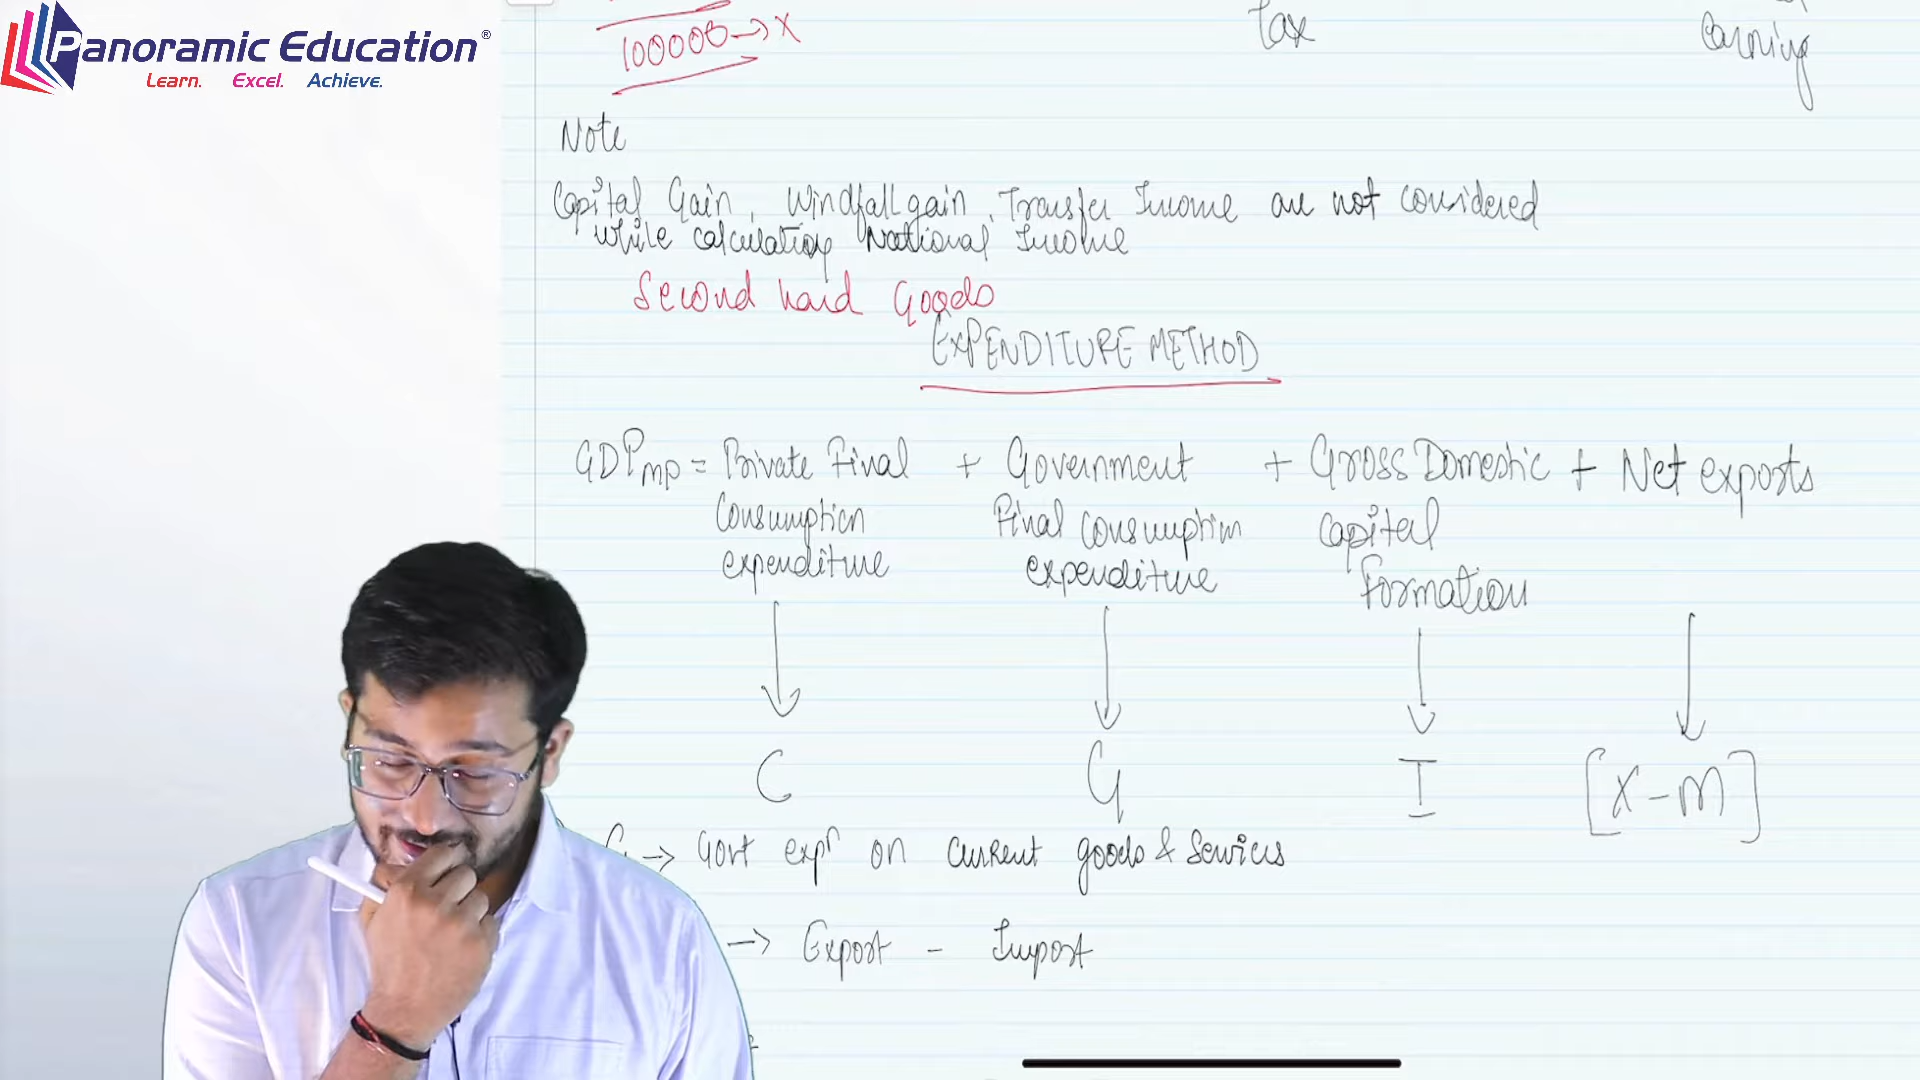 Panoramic Education®
Learn. Excel. Achieve.
100000 → X
Tax
Earning
Note
Capital Gain, Windfall gain, Transfer Income are not considered
while calculating National Income
Second hand Goods
EXPENDITURE METHOD
GDPMP = Private Final + Government + Gross Domestic + Net exports
Consumption Final consumption Capital
expenditure expenditure Formation
C G I [X-M]
→ Govt expr on current goods & Services
→ Export - Import